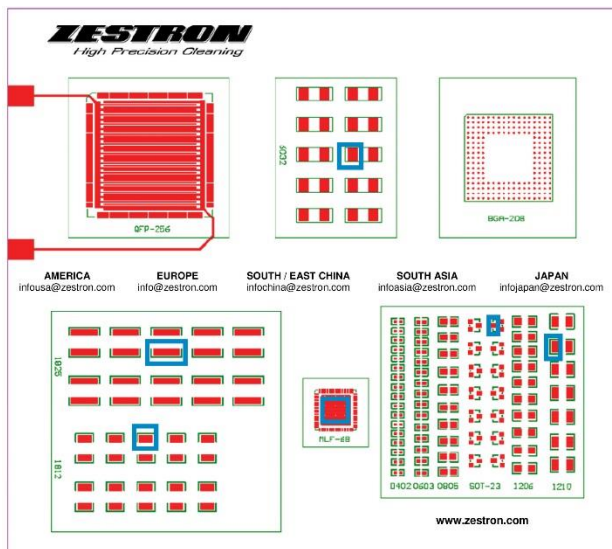 ZESTRON
High Precision Cleaning
6032
QFP-256
BGA-208
AMERICA
infousa@zestron.com
EUROPE
info@zestron.com
SOUTH / EAST CHINA
infochina@zestron.com
SOUTH ASIA
infoasia@zestron.com
JAPAN
infojapan@zestron.com
1825
1812
MLF-68
0402 0603 0805 SOT-23 1206 1210
www.zestron.com